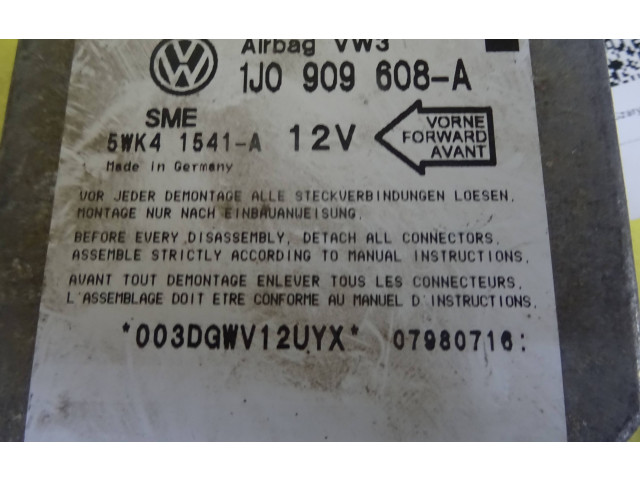 Airbag VW3
1J0 909 608-A
SME
5WK4 1541-A 12V
VORNE
FORWARD
AVANT
Made in Germany
VOR JEDER DEMONTAGE ALLE STECKVERBINDUNGEN LOESEN.
MONTAGE NUR NACH EINBAUANWEISUNG.
BEFORE EVERY DISASSEMBLY, DETACH ALL CONNECTORS.
ASSEMBLE STRICTLY ACCORDING TO MANUAL INSTRUCTIONS.
AVANT TOUT DEMONTAGE ENLEVER TOUS LES CONNECTEURS.
L'ASSEMBLAGE DOIT ETRE CONFORME AU MANUEL D'INSTRUCTIONS.
*003DGWV12UYX* 07980716: